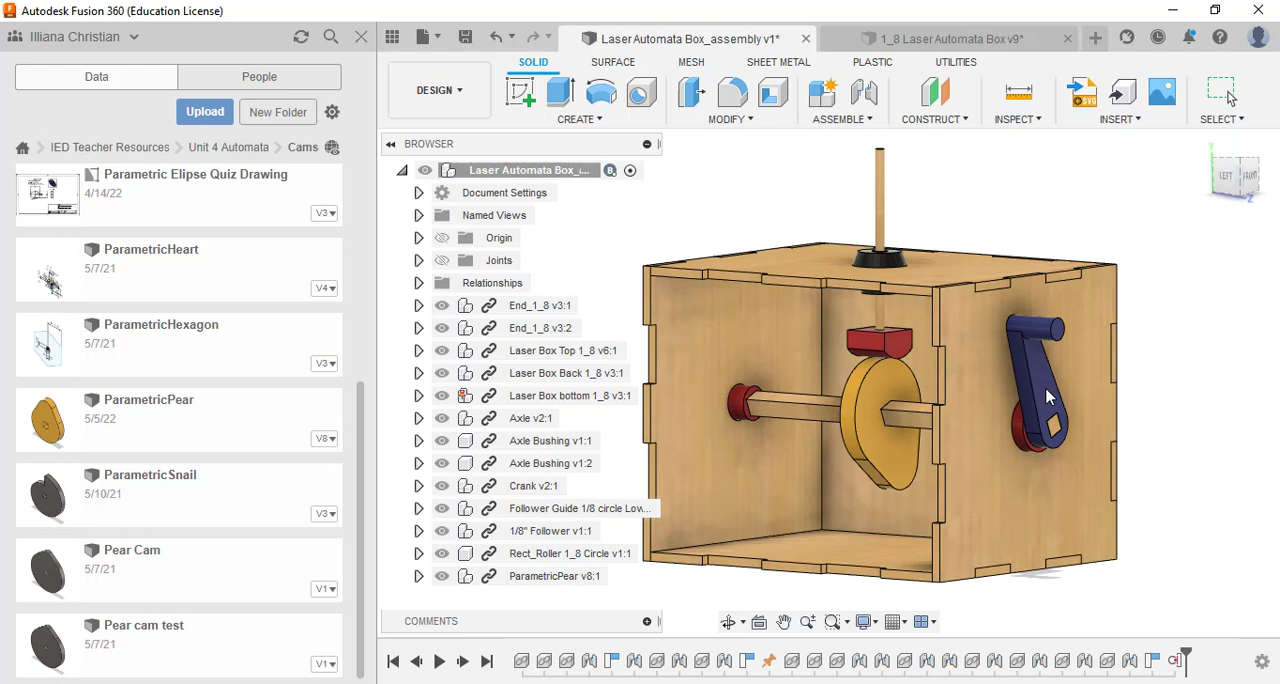 Autodesk Fusion 360 (Education License)
Illiana Christian
Laser Automata Box_assembly v1*
1_8 Laser Automata Box v9*
Data
People
Upload
New Folder
IED Teacher Resources
Unit 4 Automata
Cams
Parametric Elipse Quiz Drawing
4/14/22
V3
ParametricHeart
5/7/21
V4
ParametricHexagon
5/7/21
V3
ParametricPear
5/5/22
V8
ParametricSnail
5/10/21
V3
Pear Cam
5/7/21
V1
Pear cam test
5/7/21
V1
DESIGN
SOLID
SURFACE
MESH
SHEET METAL
PLASTIC
UTILITIES
CREATE
MODIFY
ASSEMBLE
CONSTRUCT
INSPECT
INSERT
SELECT
BROWSER
Laser Automata Box_i...
Document Settings
Named Views
Origin
Joints
Relationships
End_1_8 v3:1
End_1_8 v3:2
Laser Box Top 1_8 v6:1
Laser Box Back 1_8 v3:1
Laser Box bottom 1_8 v3:1
Axle v2:1
Axle Bushing v1:1
Axle Bushing v1:2
Crank v2:1
Follower Guide 1/8 circle Low...
1/8" Follower v1:1
Rect_Roller 1_8 Circle v1:1
ParametricPear v8:1
COMMENTS
Y
LEFT
FRONT
Z